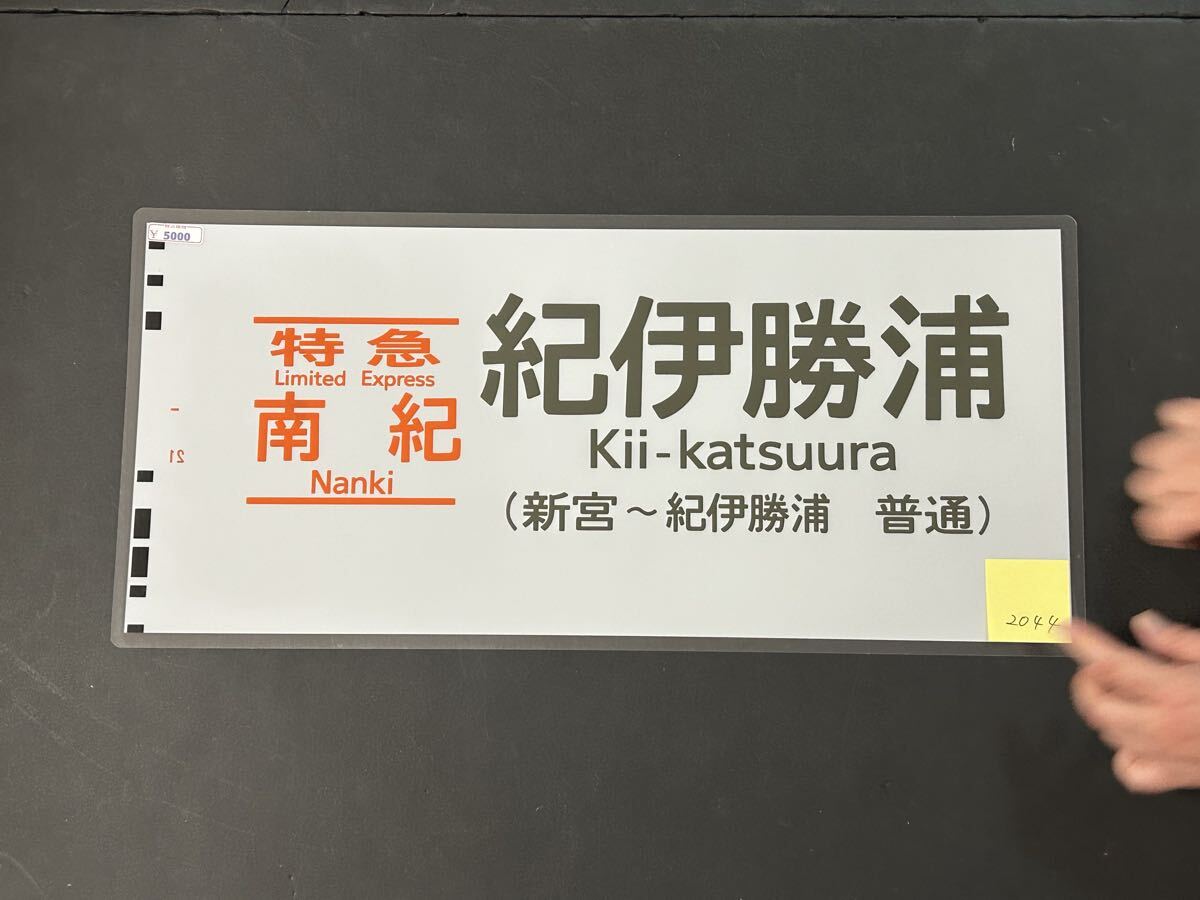 ¥ 5000
特急
Limited Express
南紀
Nanki
紀伊勝浦
Kii-katsuura
（新宮～紀伊勝浦　普通）
21
2044